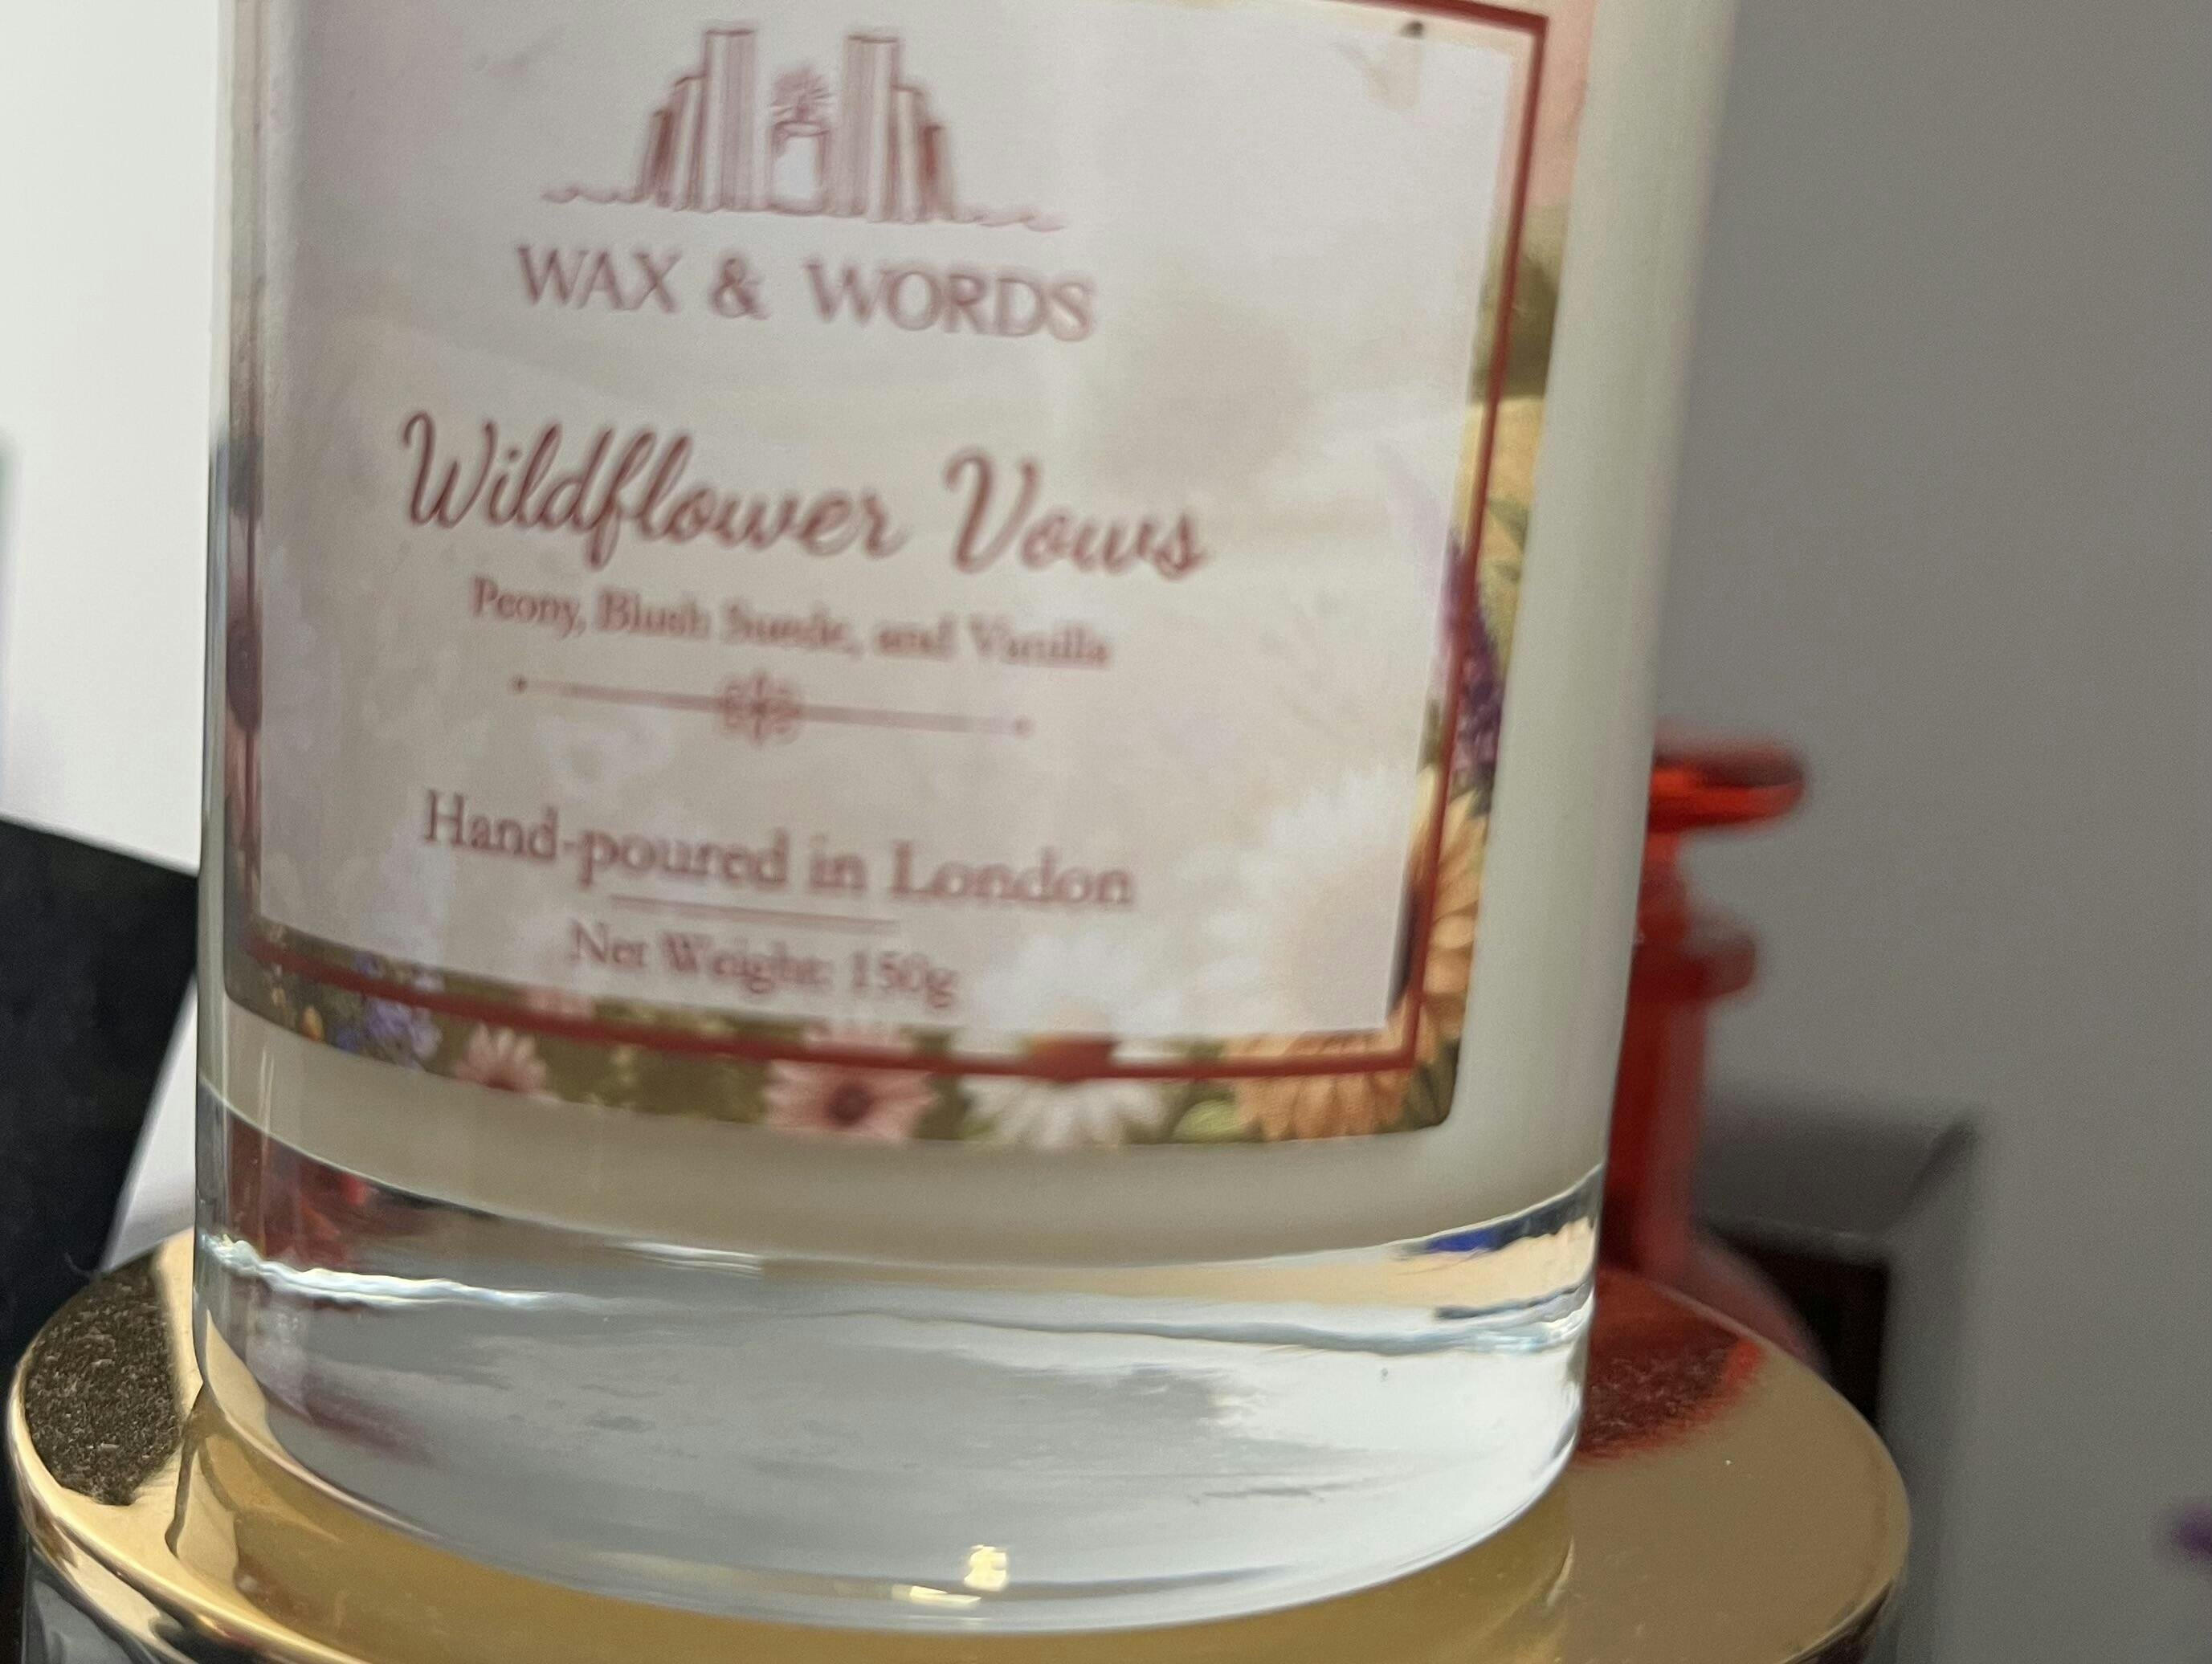 WAX & WORDS
Wildflower Vows
Peony, Blush Suede, and Vanilla
Hand-poured in London
Net Weight: 150g